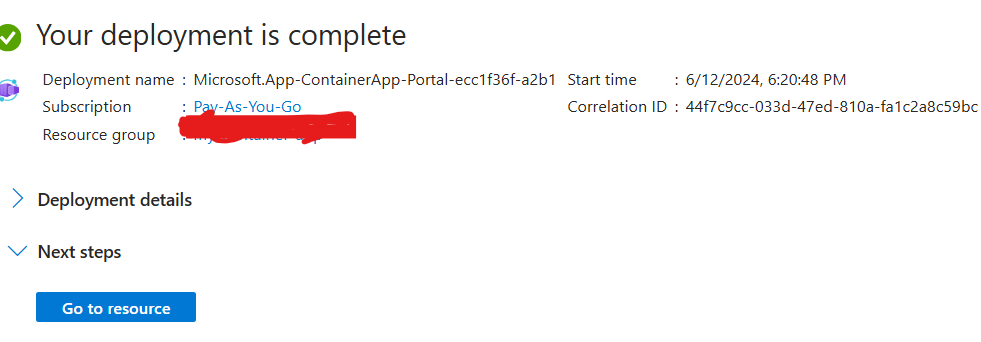 Your deployment is complete
Deployment name : Microsoft.App-ContainerApp-Portal-ecc1f36f-a2b1
Start time : 6/12/2024, 6:20:48 PM
Subscription : Pay-As-You-Go
Correlation ID : 44f7c9cc-033d-47ed-810a-fa1c2a8c59bc
Resource group :
Deployment details
Next steps
Go to resource